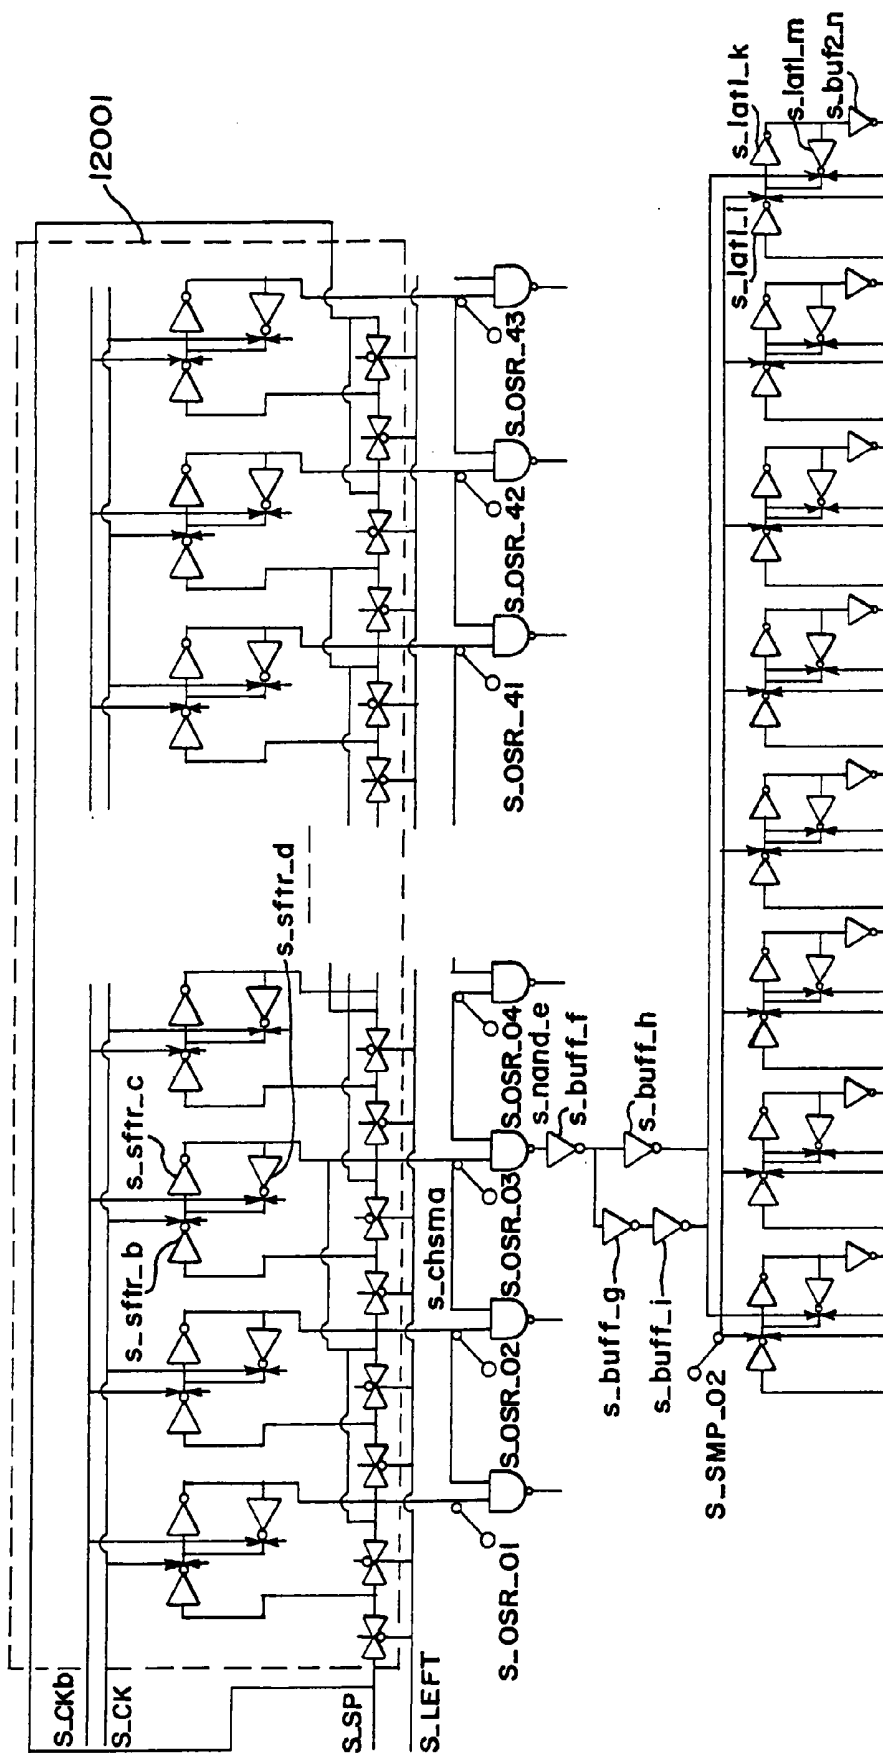 12001
S_CKb
S_CK
S_SP
S_LEFT
s_sftr_b
s_sftr_c
s_sftr_d
S_OSR_01
S_OSR_02
S_OSR_03
S_OSR_04
S_OSR_41
S_OSR_42
S_OSR_43
s_chsma
s_nand_e
s_buff_f
s_buff_g
s_buff_h
s_buff_i
S_SMP_02
s_latl_j
s_latl_k
s_latl_m
s_buf2_n